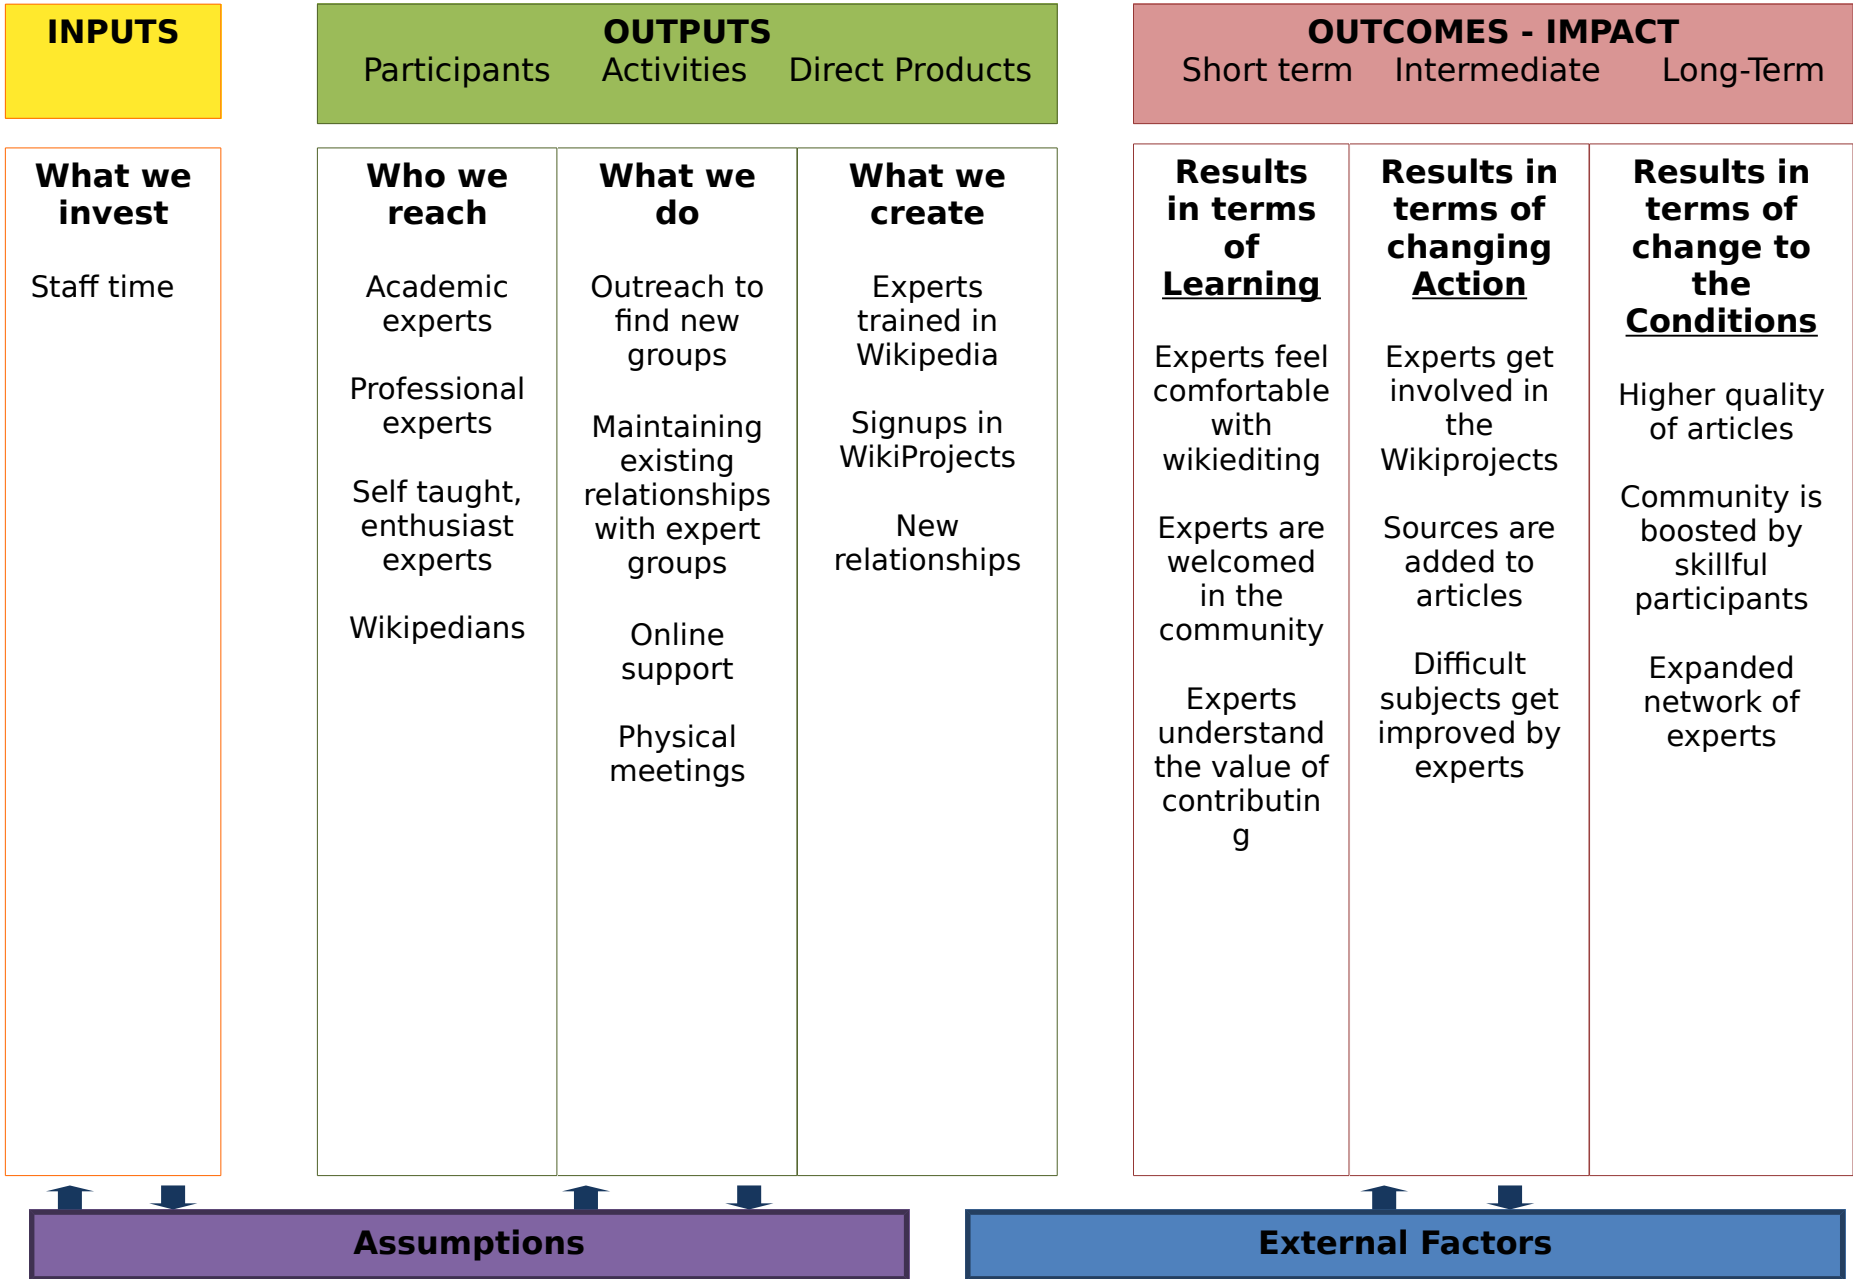 INPUTS
OUTPUTS
Participants Activities Direct Products
OUTCOMES - IMPACT
Short term Intermediate Long-Term
What we
invest
Staff time
Who we
reach
Academic
experts
Professional
experts
Self taught,
enthusiast
experts
Wikipedians
What we
do
Outreach to
find new
groups
Maintaining
existing
relationships
with expert
groups
Online
support
Physical
meetings
What we
create
Experts
trained in
Wikipedia
Signups in
WikiProjects
New
relationships
Results
in terms
of
Learning
Experts feel
comfortable
with
wikiediting
Experts are
welcomed
in the
community
Experts
understand
the value of
contributin
g
Results in
terms of
changing
Action
Experts get
involved in
the
Wikiprojects
Sources are
added to
articles
Difficult
subjects get
improved by
experts
Results in
terms of
change to
the
Conditions
Higher quality
of articles
Community is
boosted by
skillful
participants
Expanded
network of
experts
Assumptions
External Factors